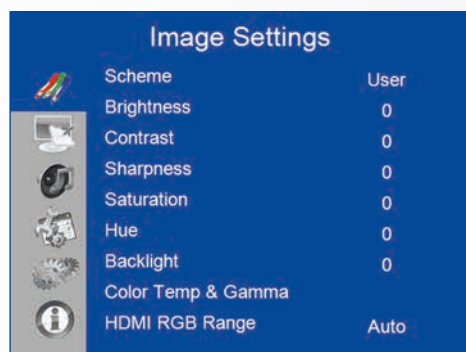 Image Settings
Scheme User
Brightness 0
Contrast 0
Sharpness 0
Saturation 0
Hue 0
Backlight 0
Color Temp & Gamma
HDMI RGB Range Auto